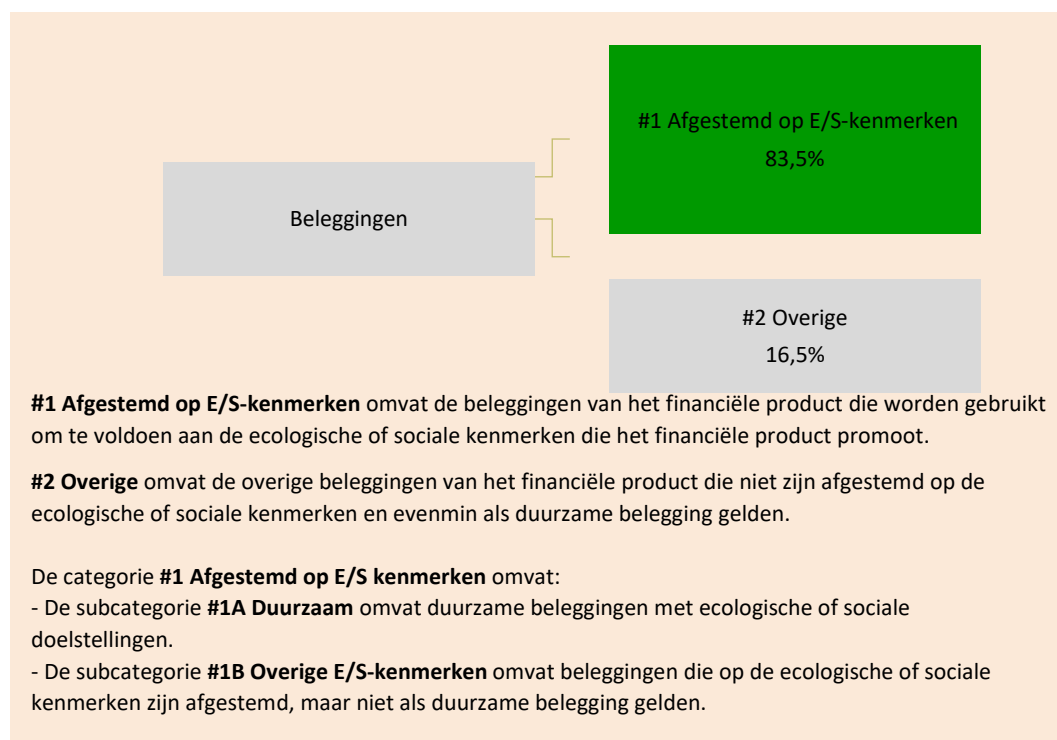 #1 Afgestemd op E/S-kenmerken
83,5%
Beleggingen
#2 Overige
16,5%
#1 Afgestemd op E/S-kenmerken omvat de beleggingen van het financiële product die worden gebruikt
om te voldoen aan de ecologische of sociale kenmerken die het financiële product promoot.
#2 Overige omvat de overige beleggingen van het financiële product die niet zijn afgestemd op de
ecologische of sociale kenmerken en evenmin als duurzame belegging gelden.
De categorie #1 Afgestemd op E/S kenmerken omvat:
- De subcategorie #1A Duurzaam omvat duurzame beleggingen met ecologische of sociale
doelstellingen.
- De subcategorie #1B Overige E/S-kenmerken omvat beleggingen die op de ecologische of sociale
kenmerken zijn afgestemd, maar niet als duurzame belegging gelden.